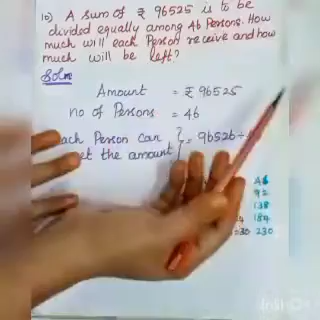 10) A sum of ₹ 96525 is to be
divided equally among 46 Persons. How
much will each Person receive and how
much will be left?
Soln
Amount = ₹ 96525
no of Persons = 46
each Person can
the amount } = 96526 ÷
46
92
138
184
230